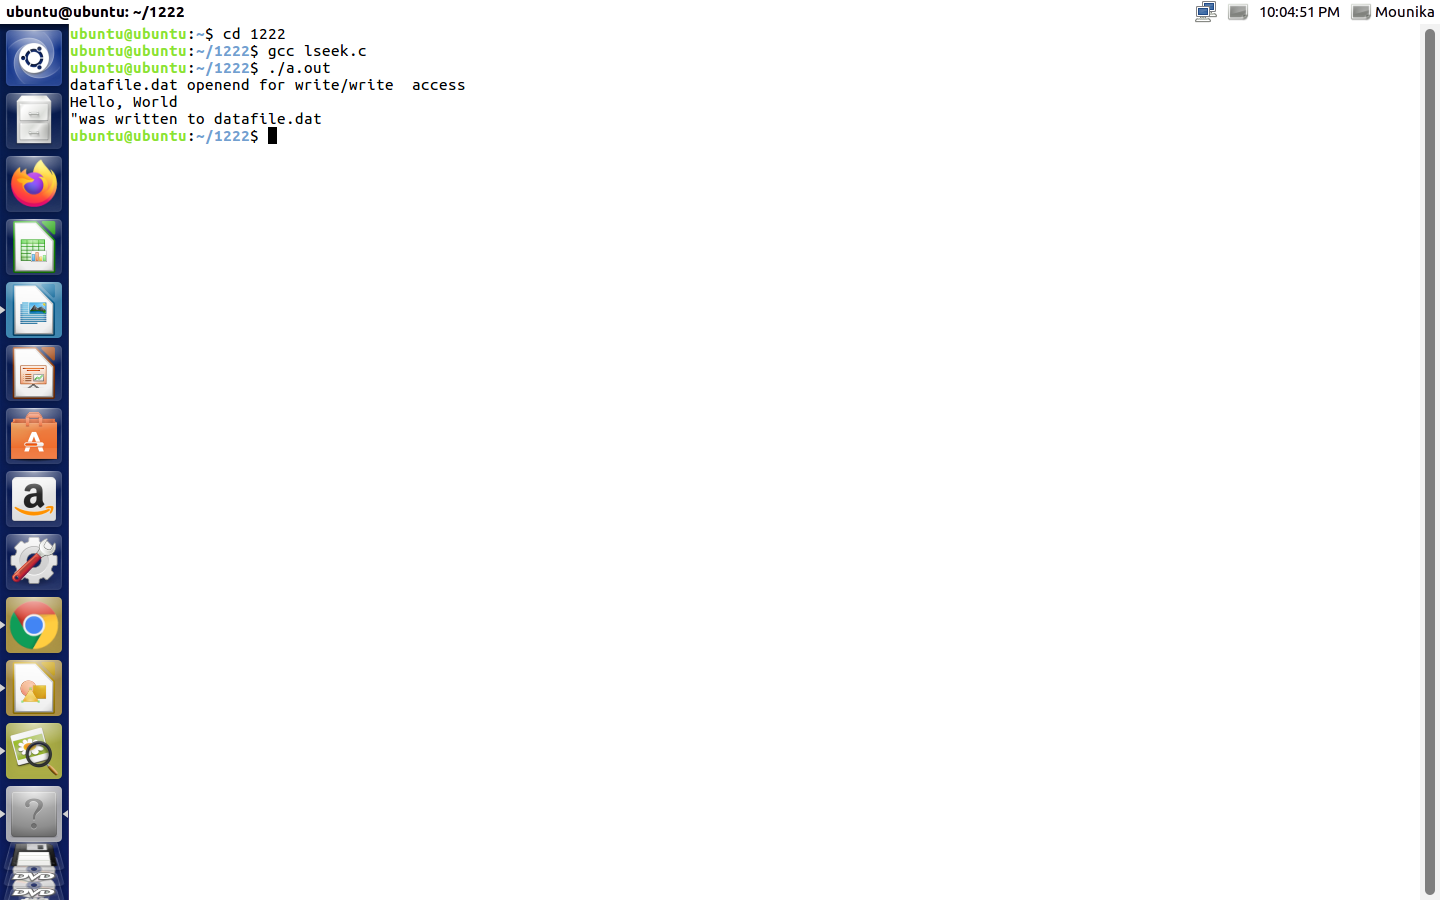 ubuntu@ubuntu: ~/1222
10:04:51 PM
Mounika
ubuntu@ubuntu:~$ cd 1222
ubuntu@ubuntu:~/1222$ gcc lseek.c
ubuntu@ubuntu:~/1222$ ./a.out
datafile.dat openend for write/write  access
Hello, World
"was written to datafile.dat
ubuntu@ubuntu:~/1222$
A
a
?
DVD
DVD